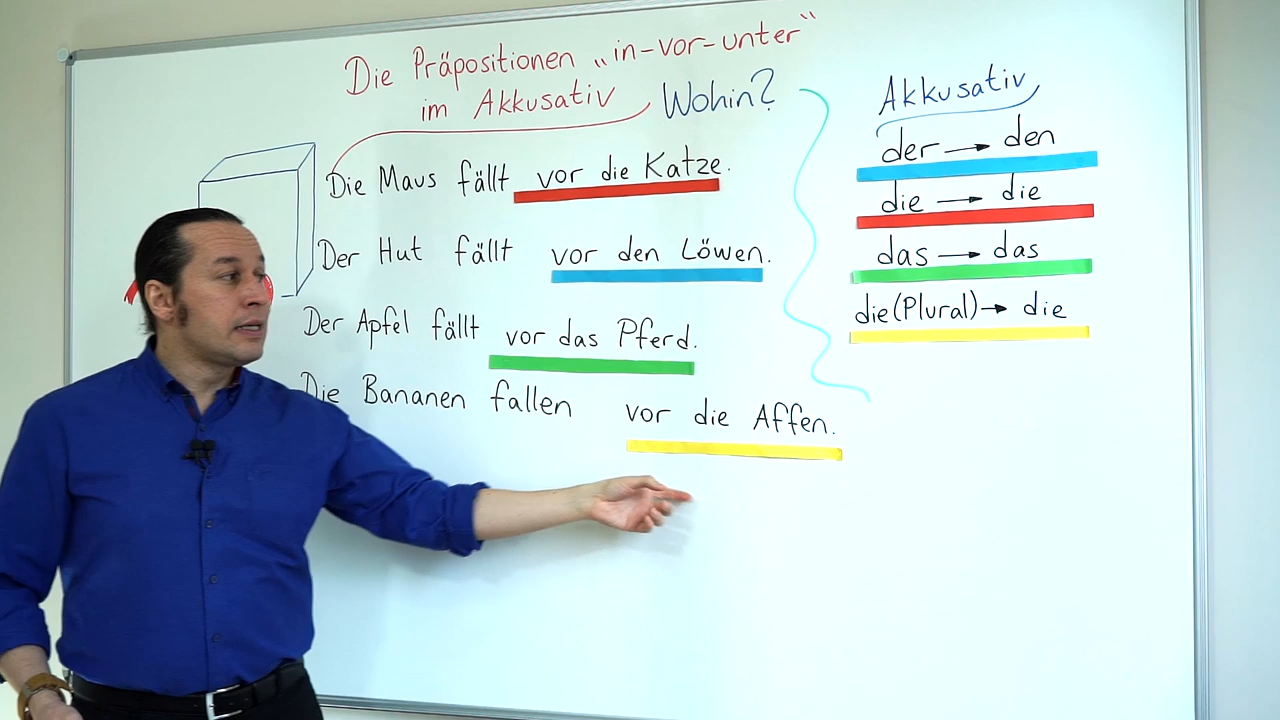 Die Präpositionen „in-vor-unter“
im Akkusativ Wohin?
Die Maus fällt vor die Katze.
Der Hut fällt vor den Löwen.
Der Apfel fällt vor das Pferd.
Die Bananen fallen vor die Affen.
Akkusativ
der → den
die → die
das → das
die (Plural) → die